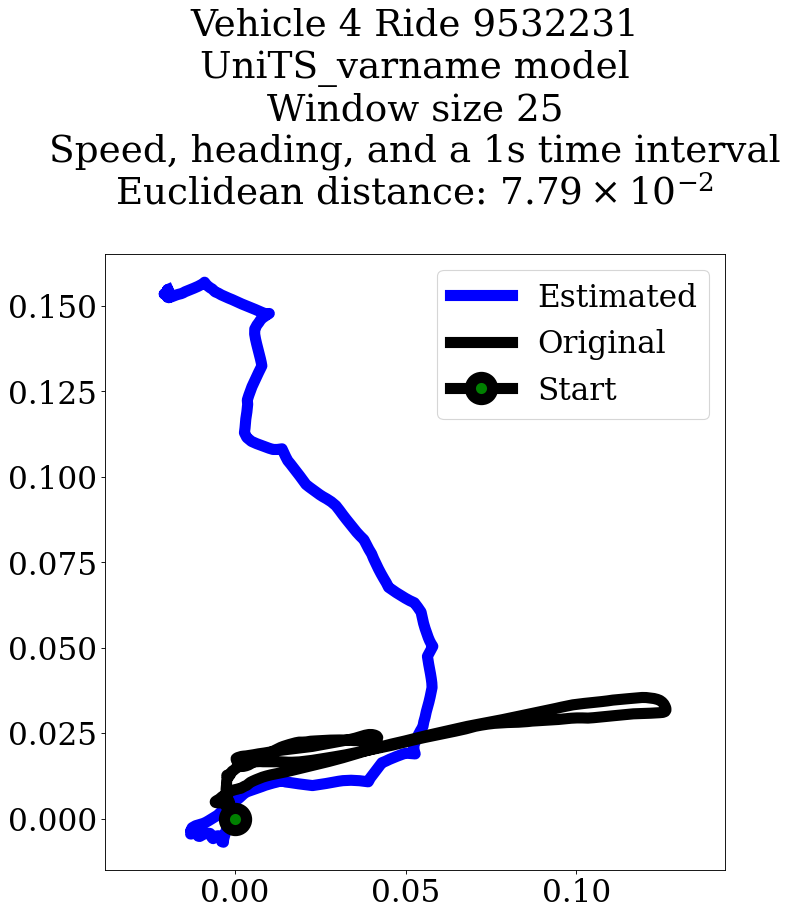 Vehicle 4 Ride 9532231
UniTS_varname model
Window size 25
Speed, heading, and a 1s time interval
Euclidean distance: 7.79 × 10⁻²
Estimated
Original
Start
0.150
0.125
0.100
0.075
0.050
0.025
0.000
0.00 0.05 0.10